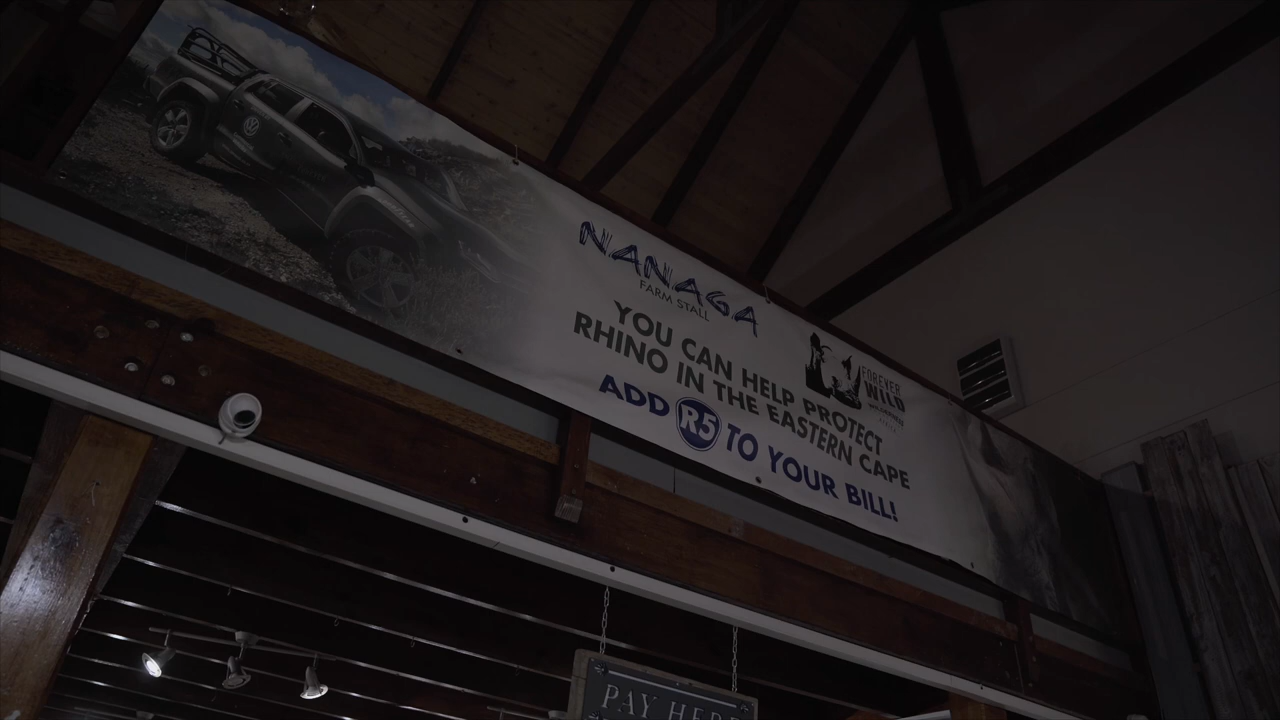 NANAGA
FARM STALL
YOU CAN HELP PROTECT
RHINO IN THE EASTERN CAPE
ADD R5 TO YOUR BILL!
FOREVER
WILD
PAY HERE